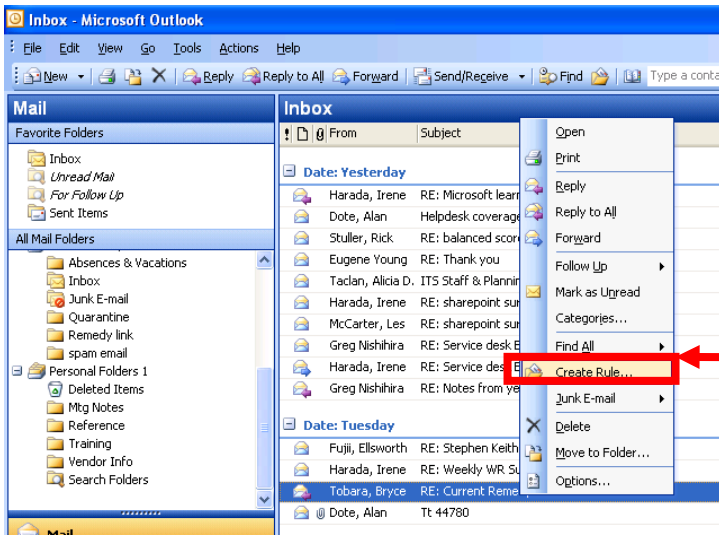 Inbox - Microsoft Outlook
File Edit View Go Tools Actions Help
New Reply Reply to All Forward Send/Receive Find Type a conta
Mail
Favorite Folders
Inbox
Unread Mail
For Follow Up
Sent Items
All Mail Folders
Absences & Vacations
Inbox
Junk E-mail
Quarantine
Remedy link
spam email
Personal Folders 1
Deleted Items
Mtg Notes
Reference
Training
Vendor Info
Search Folders
Mail
Inbox
From Subject
Date: Yesterday
Harada, Irene RE: Microsoft learn
Dote, Alan Helpdesk coverage
Stuller, Rick RE: balanced scor
Eugene Young RE: Thank you
Taclan, Alicia D. ITS Staff & Plannin
Harada, Irene RE: sharepoint sur
McCarter, Les RE: sharepoint sur
Greg Nishihira RE: Service desk E
Harada, Irene RE: Service desk E
Greg Nishihira RE: Notes from ye
Date: Tuesday
Fujii, Ellsworth RE: Stephen Keith
Harada, Irene RE: Weekly WR Su
Tobara, Bryce RE: Current Reme
Dote, Alan Tt 44780
Open
Print
Reply
Reply to All
Forward
Follow Up
Mark as Unread
Categories...
Find All
Create Rule...
Junk E-mail
Delete
Move to Folder...
Options...